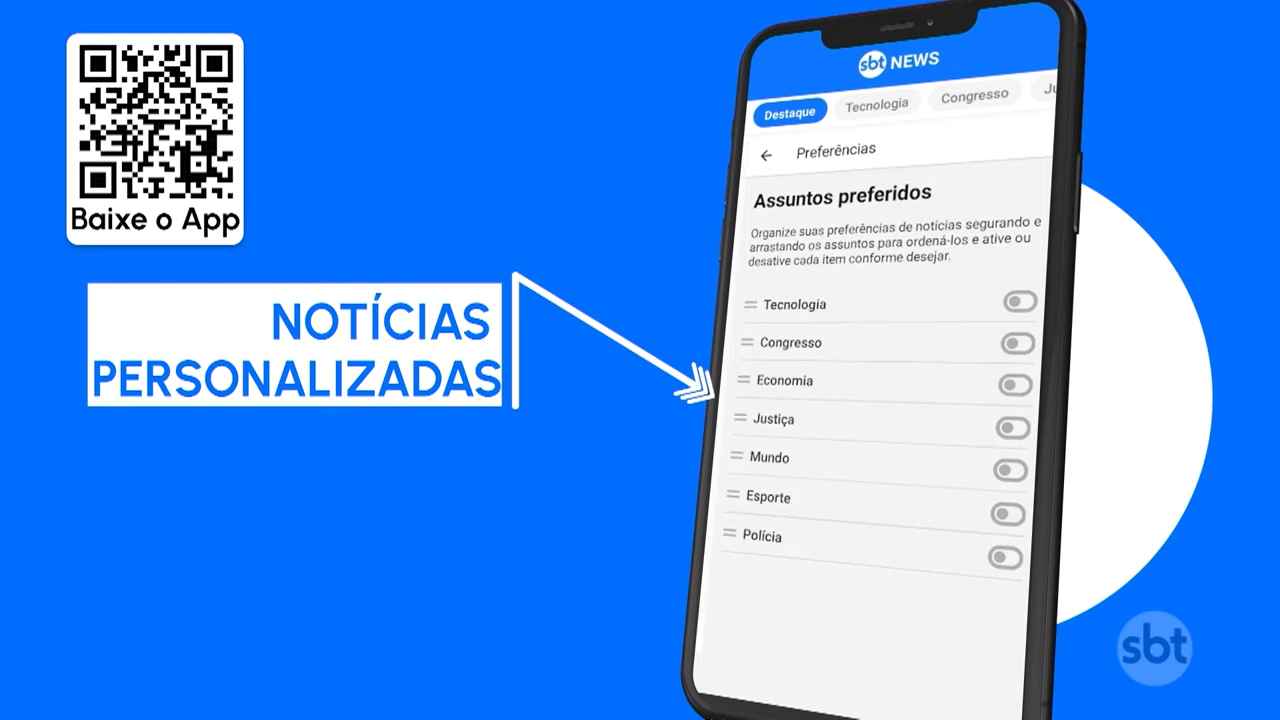 Baixe o App
NOTÍCIAS
PERSONALIZADAS
sbt NEWS
Destaque
Tecnologia
Congresso
Preferências
Assuntos preferidos
Organize suas preferências de notícias segurando e
arrastando os assuntos para ordená-los e ative ou
desative cada item conforme desejar.
Tecnologia
Congresso
Economia
Justiça
Mundo
Esporte
Polícia
sbt